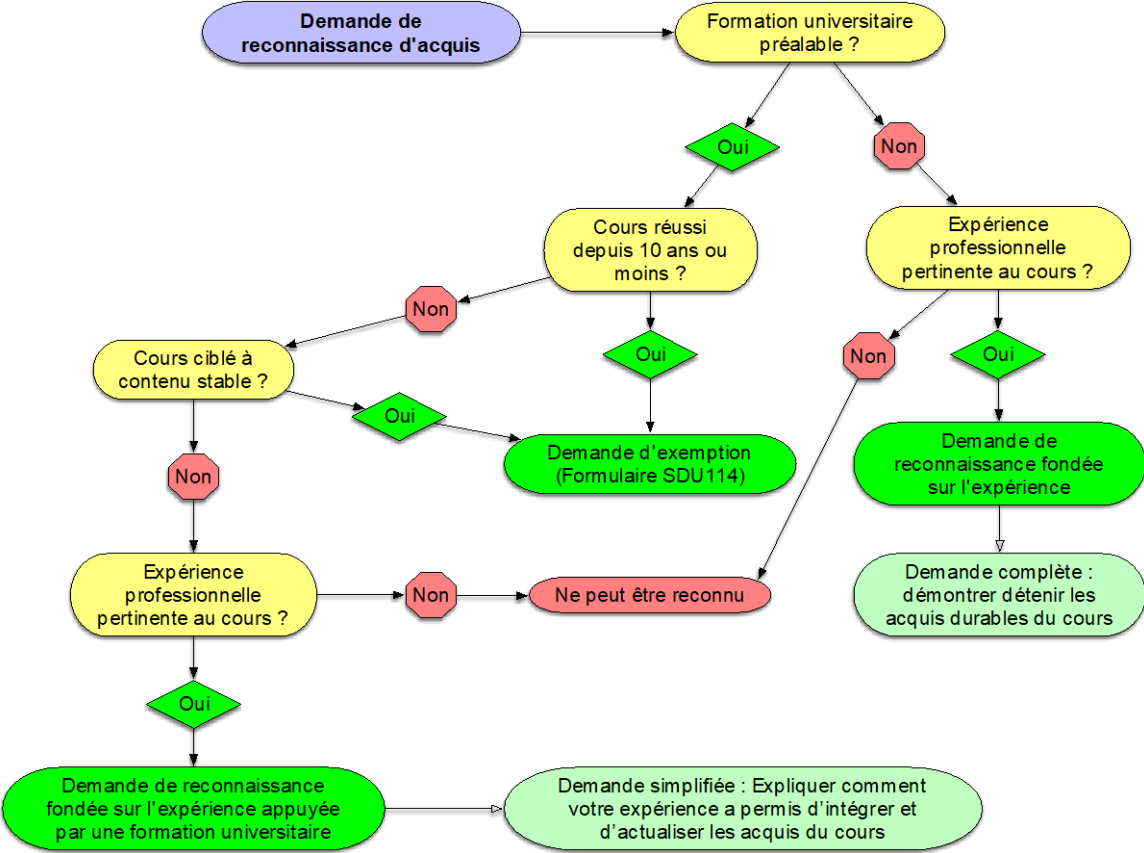 Demande de
reconnaissance d'acquis
Formation universitaire
préalable ?
Oui
Non
Cours réussi
depuis 10 ans ou
moins ?
Expérience
professionnelle
pertinente au cours ?
Non
Oui
Non
Oui
Cours ciblé à
contenu stable ?
Oui
Non
Demande d'exemption
(Formulaire SDU114)
Demande de
reconnaissance fondée
sur l'expérience
Expérience
professionnelle
pertinente au cours ?
Non
Ne peut être reconnu
Demande complète :
démontrer détenir les
acquis durables du cours
Oui
Demande de reconnaissance
fondée sur l'expérience appuyée
par une formation universitaire
Demande simplifiée : Expliquer comment
votre expérience a permis d’intégrer et
d’actualiser les acquis du cours